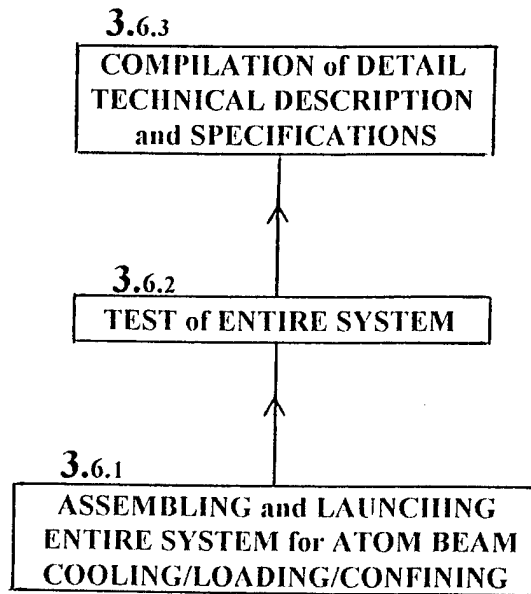 3.6.3
COMPILATION of DETAIL
TECHNICAL DESCRIPTION
and SPECIFICATIONS
3.6.2
TEST of ENTIRE SYSTEM
3.6.1
ASSEMBLING and LAUNCHING
ENTIRE SYSTEM for ATOM BEAM
COOLING/LOADING/CONFINING